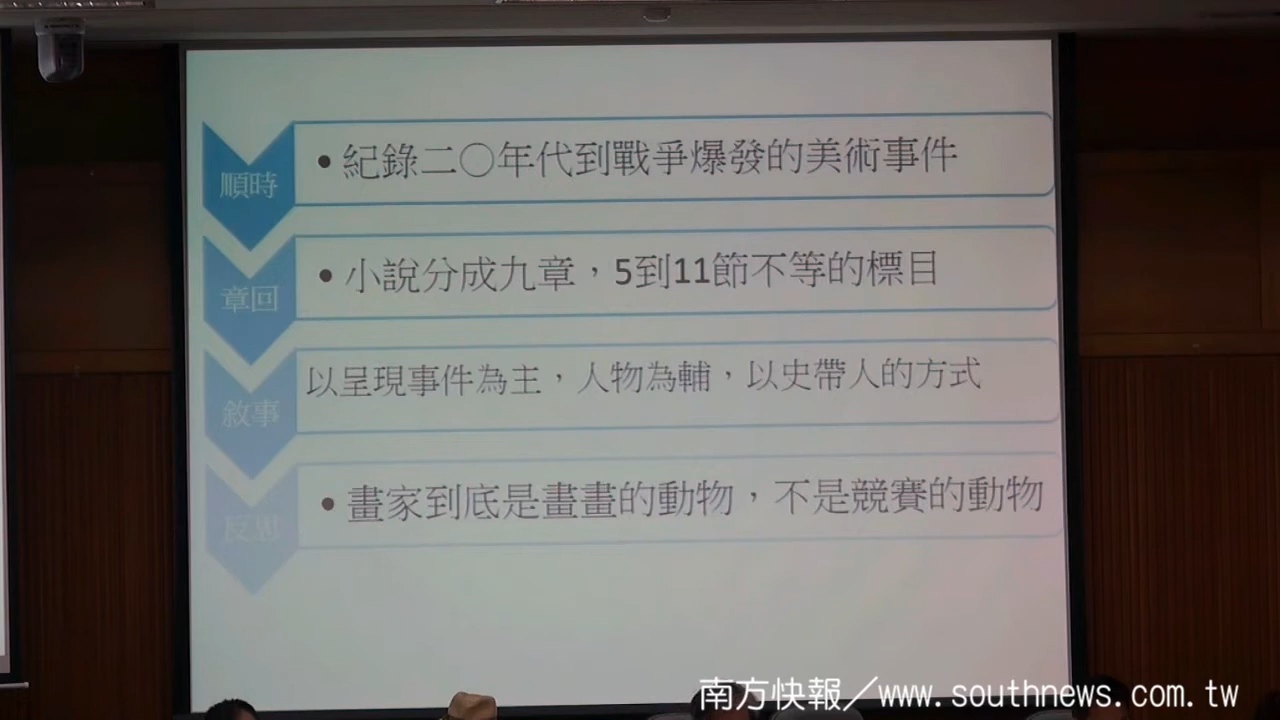 順時
•紀錄二〇年代到戰爭爆發的美術事件
章回
•小說分成九章，5到11節不等的標目
敘事
以呈現事件為主，人物為輔，以史帶人的方式
反思
•畫家到底是畫畫的動物，不是競賽的動物
南方快報／www.southnews.com.tw